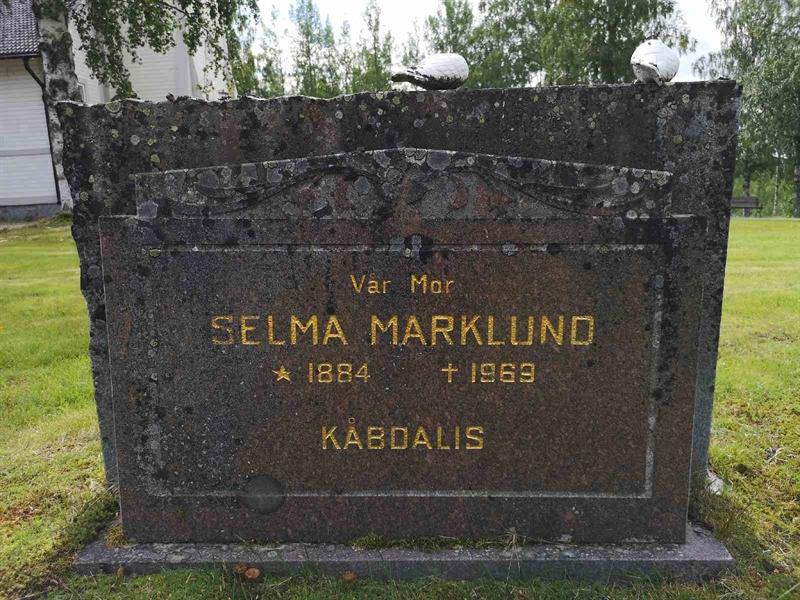 Vår Mor
SELMA MARKLUND
★ 1884 ✝ 1969
KÅBDALIS